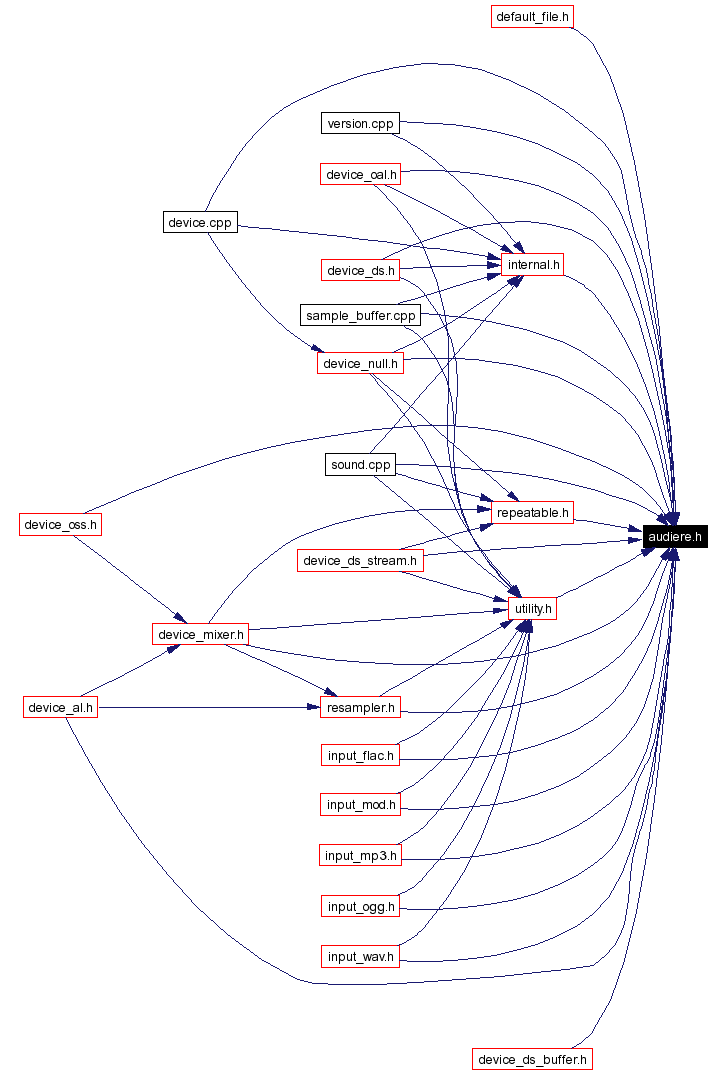 default_file.h
version.cpp
device_oal.h
device.cpp
internal.h
device_ds.h
sample_buffer.cpp
device_null.h
sound.cpp
repeatable.h
device_oss.h
audiere.h
device_ds_stream.h
utility.h
device_mixer.h
device_al.h
resampler.h
input_flac.h
input_mod.h
input_mp3.h
input_ogg.h
input_wav.h
device_ds_buffer.h